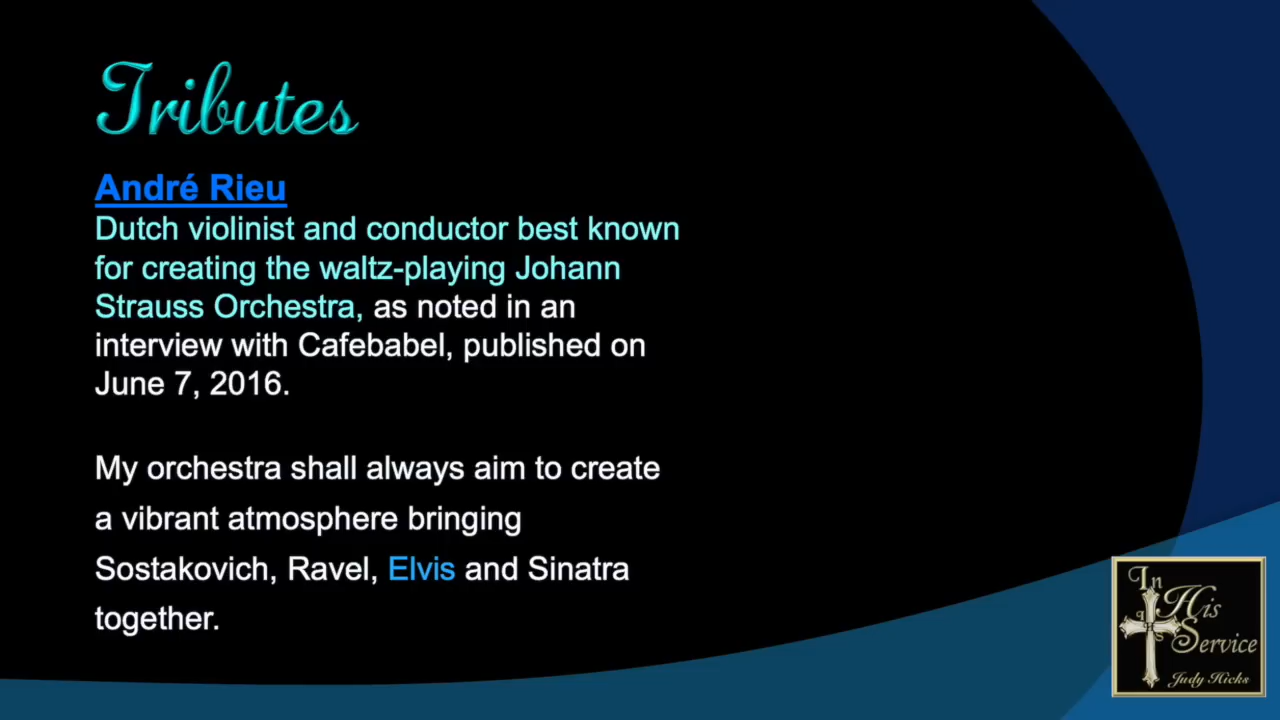 Tributes
André Rieu
Dutch violinist and conductor best known
for creating the waltz-playing Johann
Strauss Orchestra, as noted in an
interview with Cafebabel, published on
June 7, 2016.
My orchestra shall always aim to create
a vibrant atmosphere bringing
Sostakovich, Ravel, Elvis and Sinatra
together.
In
His
Service
Judy Hicks